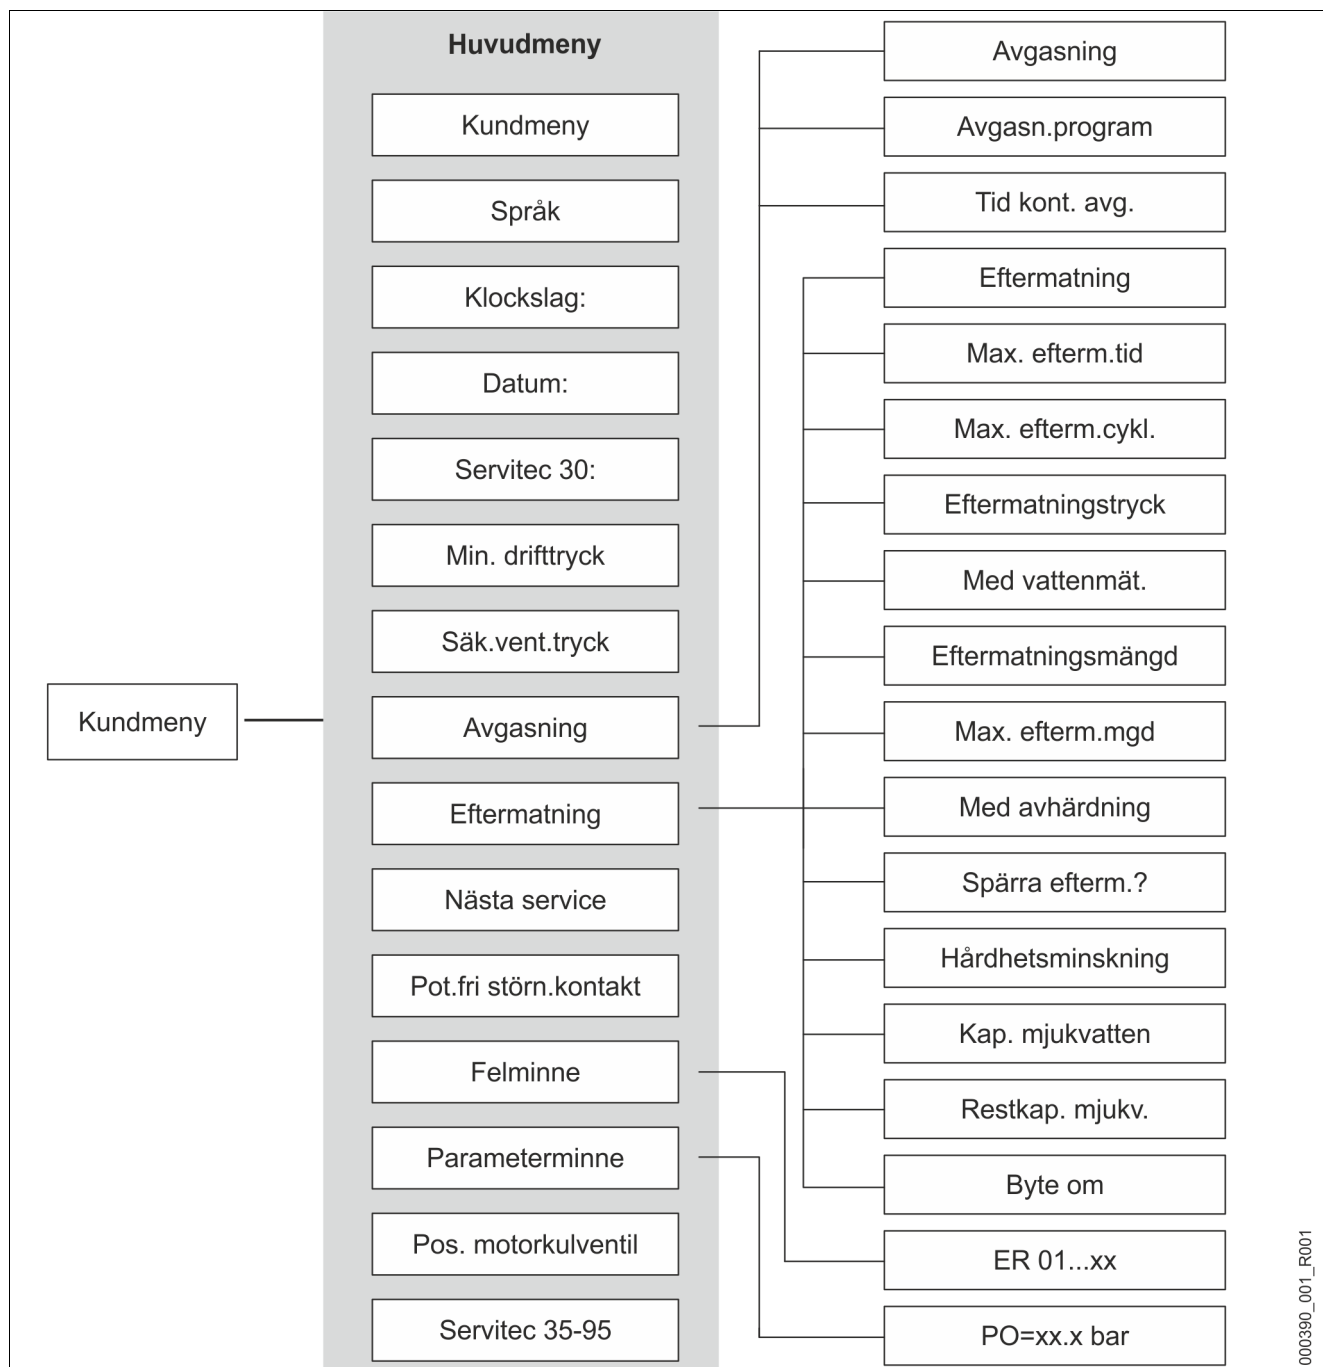 Kundmeny
Huvudmeny
Kundmeny
Språk
Klockslag:
Datum:
Servitec 30:
Min. drifttryck
Säk.vent.tryck
Avgasning
Eftermatning
Nästa service
Pot.fri störn.kontakt
Felminne
Parameterminne
Pos. motorkulventil
Servitec 35-95
Avgasning
Avgasn.program
Tid kont. avg.
Eftermatning
Max. efterm.tid
Max. efterm.cykl.
Eftermatningstryck
Med vattenmät.
Eftermatningsmängd
Max. efterm.mgd
Med avhärdning
Spärra efterm.?
Hårdhetsminskning
Kap. mjukvatten
Restkap. mjukv.
Byte om
ER 01...xx
PO=xx.x bar
000390_001_R001